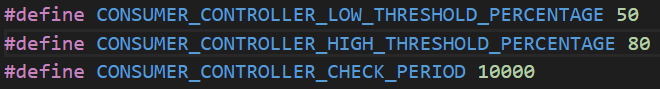 #define CONSUMER_CONTROLLER_LOW_THRESHOLD_PERCENTAGE 50
#define CONSUMER_CONTROLLER_HIGH_THRESHOLD_PERCENTAGE 80
#define CONSUMER_CONTROLLER_CHECK_PERIOD 10000